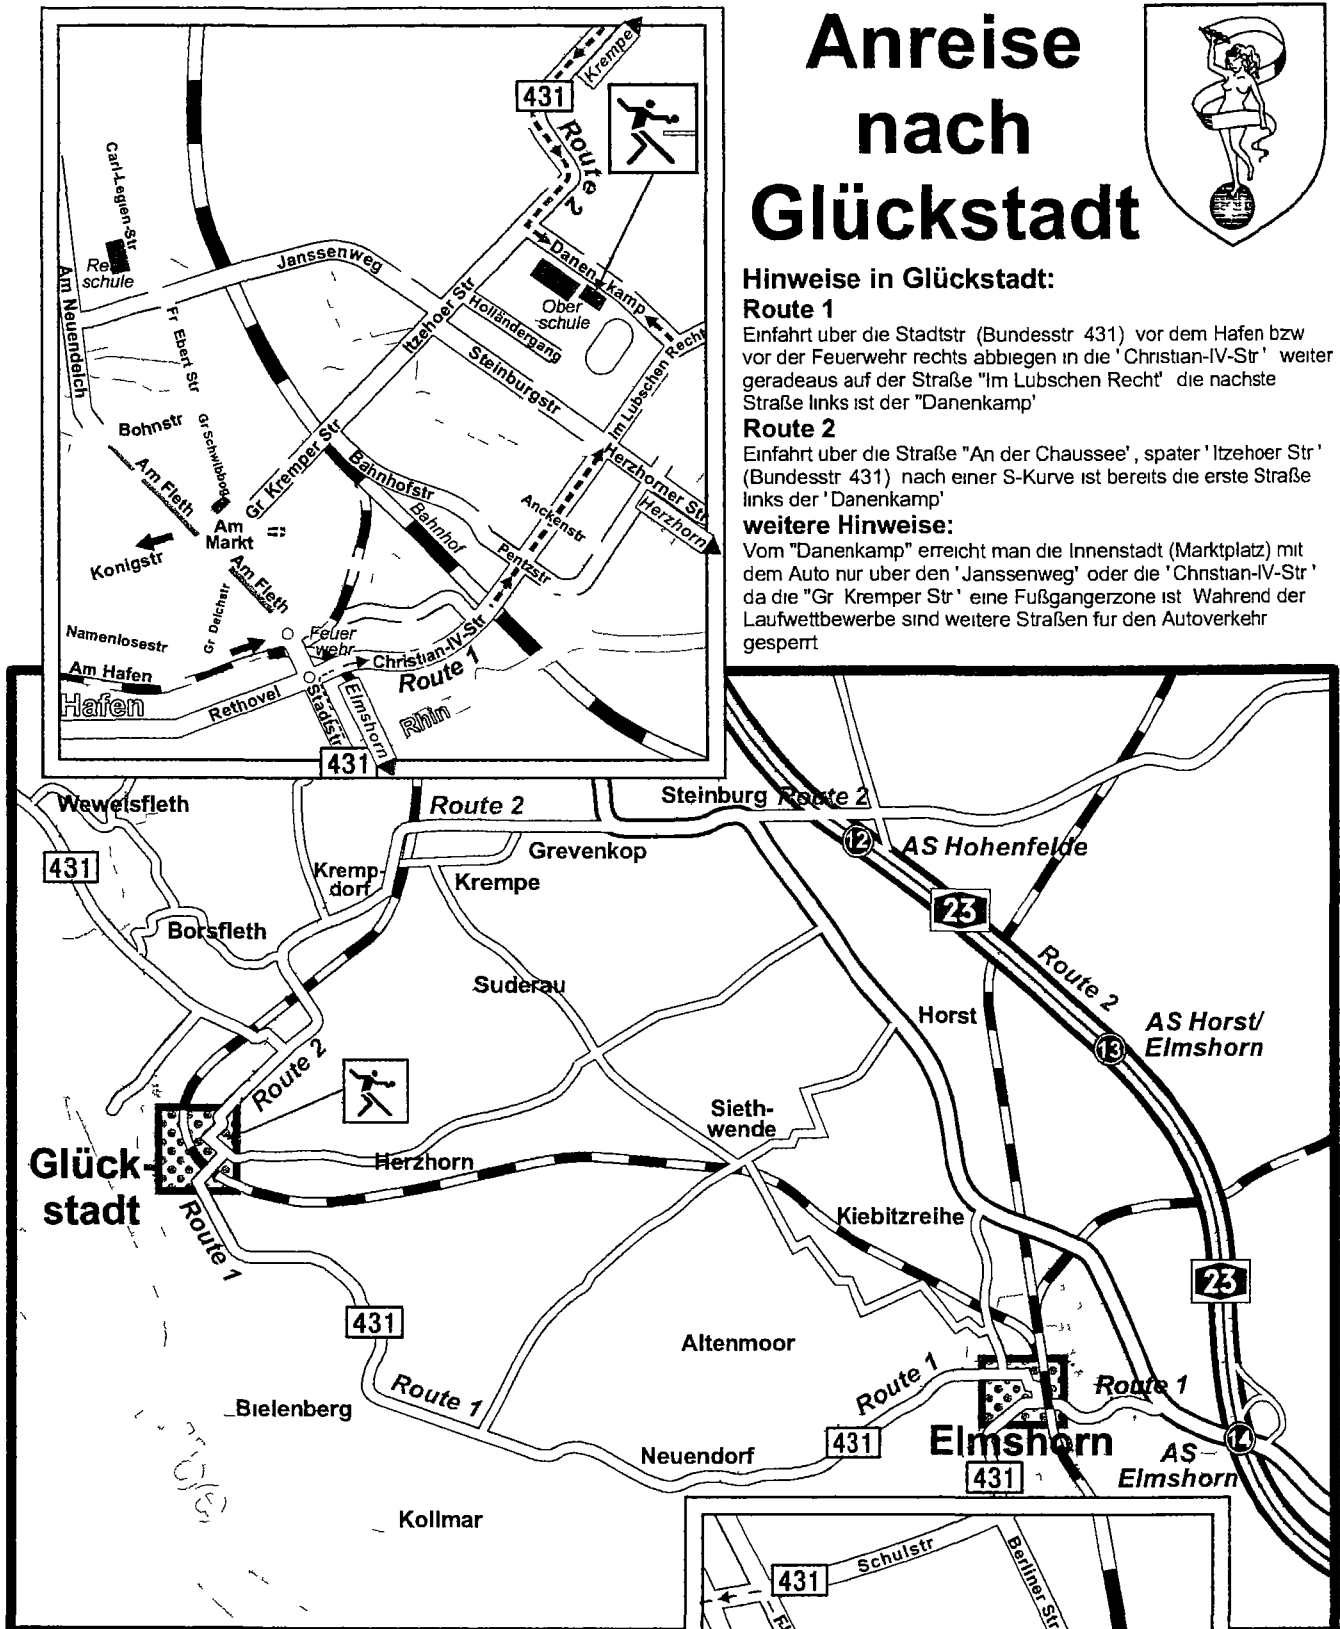 Anreise
nach
Glückstadt
Hinweise in Glückstadt:
Route 1
Einfahrt uber die Stadtstr (Bundesstr 431) vor dem Hafen bzw
vor der Feuerwehr rechts abbiegen in die 'Christian-IV-Str' weiter
geradeaus auf der Straße "Im Lubschen Recht' die nachste
Straße links ist der "Danenkamp'
Route 2
Einfahrt uber die Straße "An der Chaussee', spater 'Itzehoer Str'
(Bundesstr 431) nach einer S-Kurve ist bereits die erste Straße
links der 'Danenkamp'
weitere Hinweise:
Vom "Danenkamp" erreicht man die Innenstadt (Marktplatz) mit
dem Auto nur uber den 'Janssenweg' oder die 'Christian-IV-Str'
da die "Gr Kremper Str' eine Fußgangerzone ist Wahrend der
Laufwettbewerbe sind weitere Straßen fur den Autoverkehr
gesperrt
Krempe
431
Route 2
Carl-Legien-Str
schule
Am Neuendeich
Janssenweg
Danenkamp
Ober
schule
Itzehoer Str
Holländergang
Steinburgstr
Im Lubschen Recht
Fr Ebert Str
Bohnstr
Gr Schwibbog
Am Fleth
Gr Kremper Str
Bahnhofstr
Bahnhof
Herzhorner Str
Herzhorn
Anckenstr
Pentzstr
Am
Markt
Konigstr
Am Fleth
Gr Deichstr
Namenlosestr
Feuer
wehr
Christian-IV-Str
Route 1
Am Hafen
Hafen
Rethovel
Stadtstr
Elmshorn
Rhin
431
Wewelsfleth
431
Route 2
Steinburg
Route 2
12
AS Hohenfelde
Grevenkop
Kremp-
dorf
Krempe
23
Borsfleth
Suderau
Route 2
Horst
13
AS Horst/
Elmshorn
Route 2
Sieth-
wende
Glück-
stadt
Herzhorn
Route 1
Kiebitzreihe
23
431
Altenmoor
Route 1
Route 1
Route 1
Bielenberg
Neuendorf
431
Elmshorn
431
14
AS
Elmshorn
Kollmar
431
Schulstr
Berliner Str